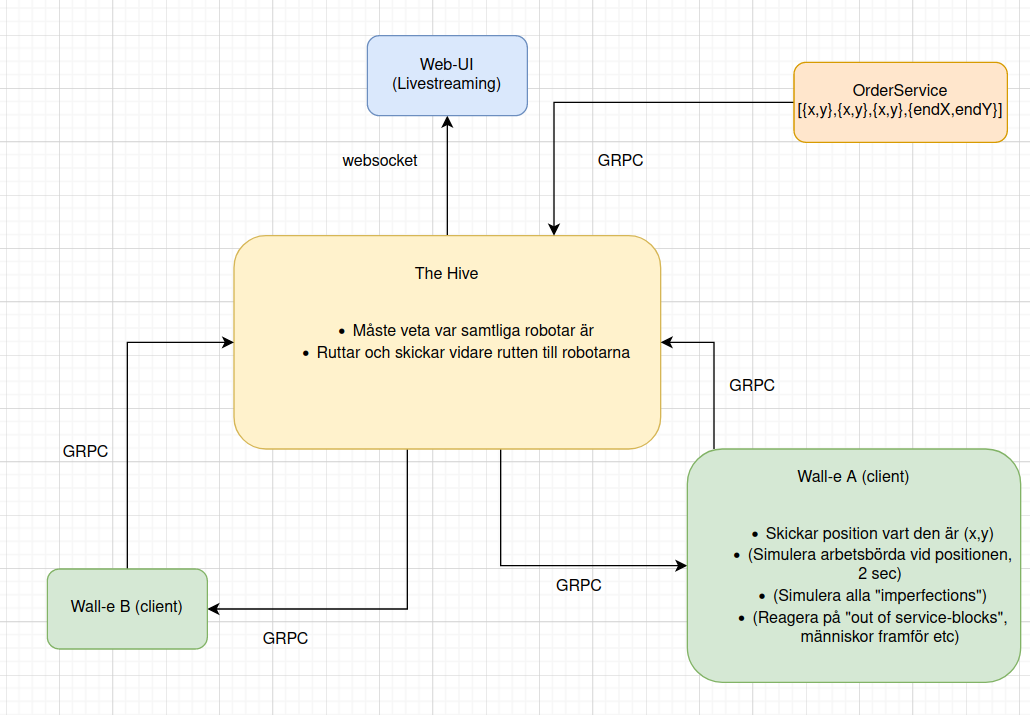 Web-UI
(Livestreaming)
OrderService
[{x,y},{x,y},{x,y},{endX,endY}]
websocket
GRPC
The Hive
• Måste veta var samtliga robotar är
• Ruttar och skickar vidare rutten till robotarna
GRPC
GRPC
Wall-e A (client)
• Skickar position vart den är (x,y)
• (Simulera arbetsbörda vid positionen,
2 sec)
• (Simulera alla "imperfections")
• (Reagera på "out of service-blocks",
människor framför etc)
GRPC
Wall-e B (client)
GRPC